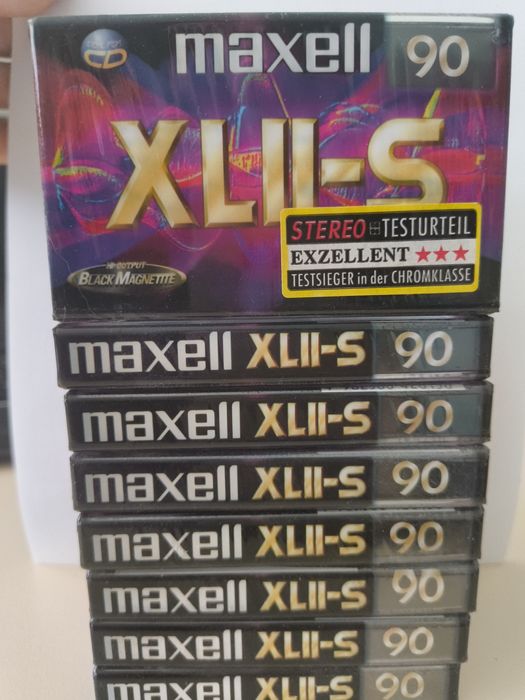 maxell 90
CD
XLII-S
STEREO TESTURTEIL
EXZELLENT ★★★
TESTSIEGER in der CHROMKLASSE
HI-OUTPUT
BLACK MAGNETITE
maxell XLII-S 90
maxell XLII-S 90
maxell XLII-S 90
maxell XLII-S 90
maxell XLII-S 90
maxell XLII-S 90
maxell XLII-S 90